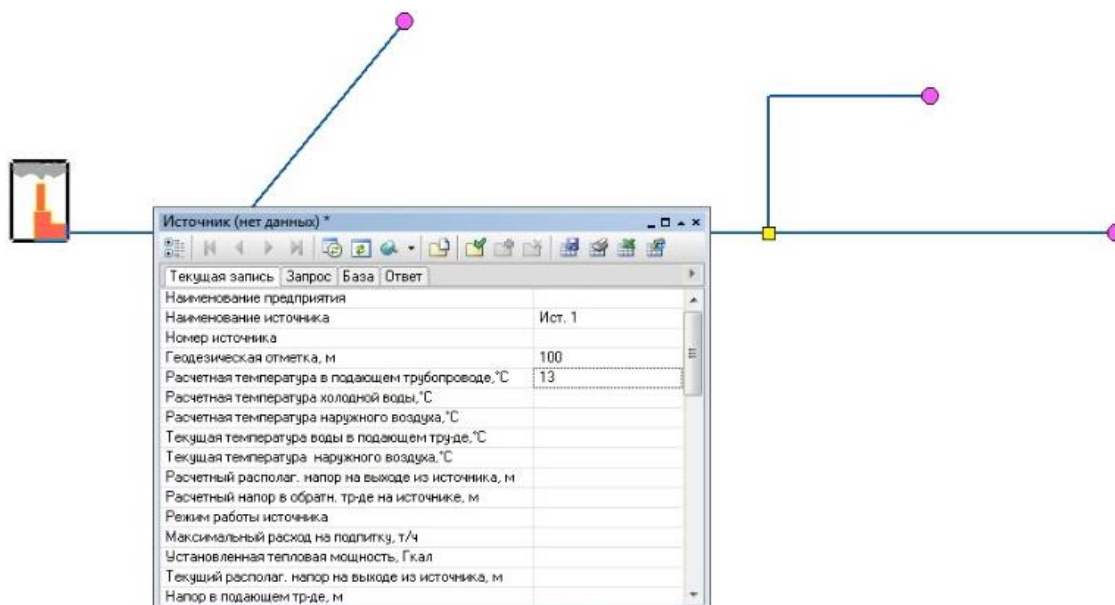 Источник (нет данных) *
Текущая запись Запрос База Ответ
Наименование предприятия
Наименование источника Ист. 1
Номер источника
Геодезическая отметка, м 100
Расчетная температура в подающем трубопроводе,°С 13
Расчетная температура холодной воды,°С
Расчетная температура наружного воздуха,°С
Текущая температура воды в подающем тру-де,°С
Текущая температура наружного воздуха,°С
Расчетный располаг. напор на выходе из источника, м
Расчетный напор в обратн. тр-де на источнике, м
Режим работы источника
Максимальный расход на подпитку, т/ч
Установленная тепловая мощность, Гкал
Текущий располаг. напор на выходе из источника, м
Напор в подающем тр-де, м